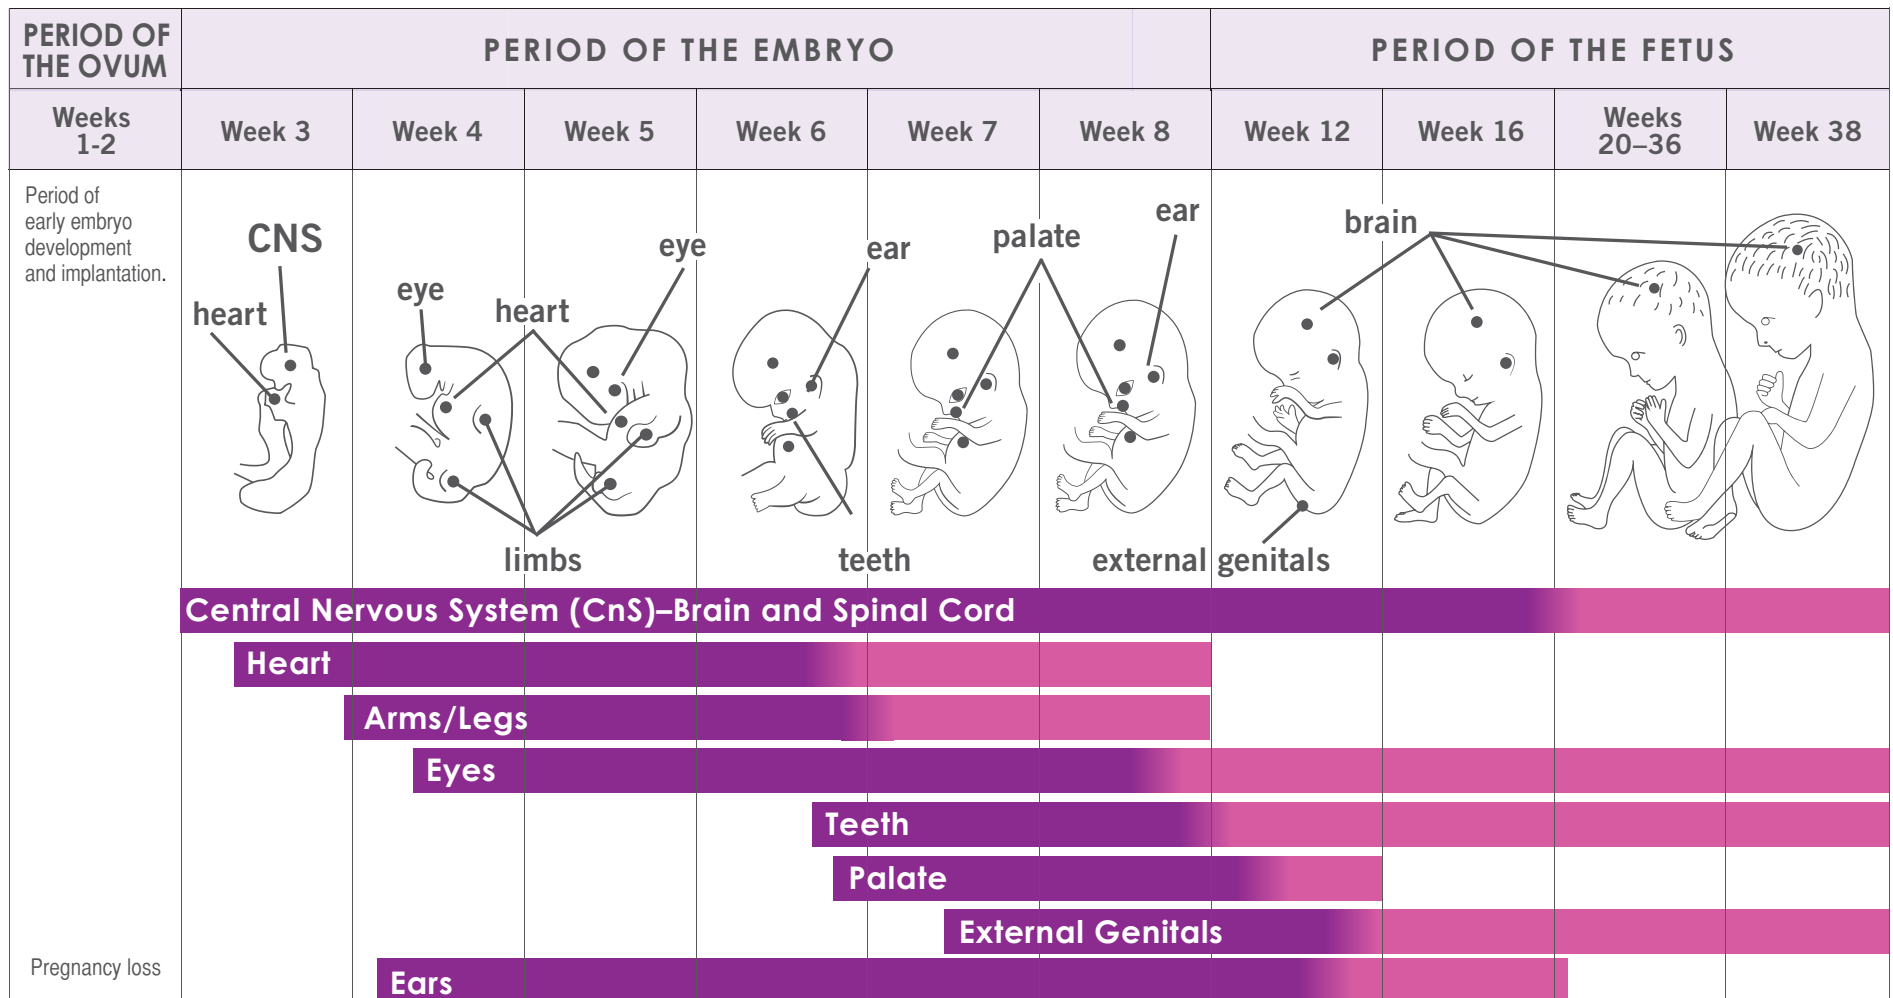 PERIOD OF
THE OVUM
PERIOD OF THE EMBRYO
PERIOD OF THE FETUS
Weeks
1-2
Week 3
Week 4
Week 5
Week 6
Week 7
Week 8
Week 12
Week 16
Weeks
20–36
Week 38
Period of
early embryo
development
and implantation.
CNS
heart
eye
heart
eye
ear
palate
ear
brain
limbs
teeth
external genitals
Central Nervous System (CnS)–Brain and Spinal Cord
Heart
Arms/Legs
Eyes
Teeth
Palate
External Genitals
Pregnancy loss
Ears